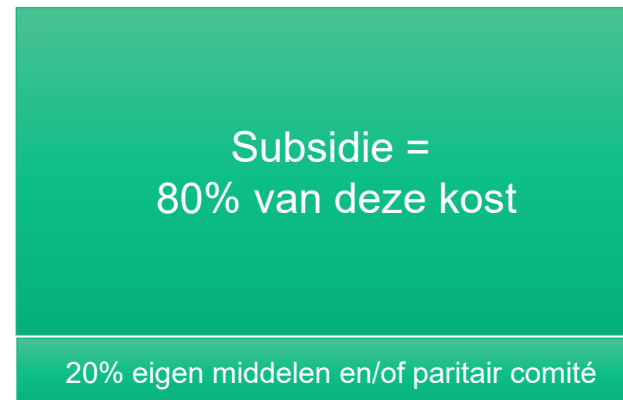 Subsidie =
80% van deze kost
20% eigen middelen en/of paritair comité